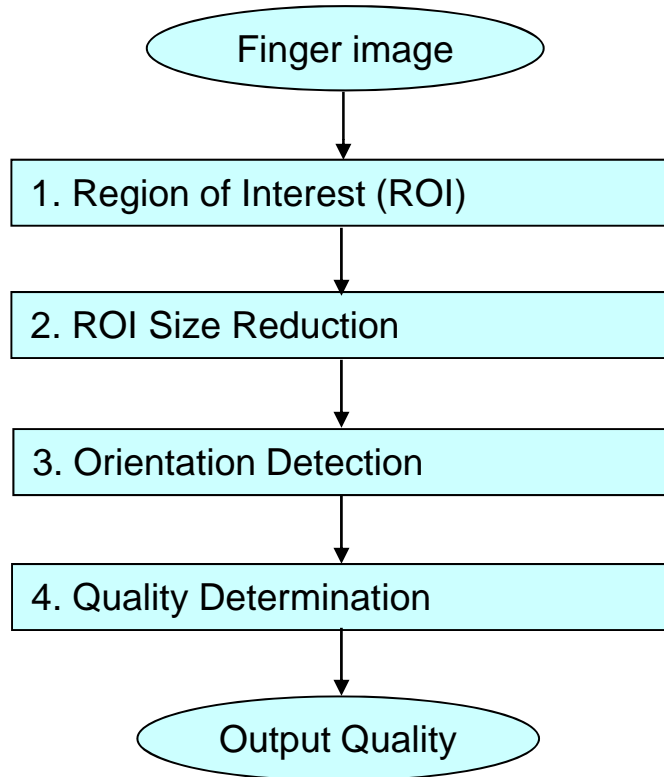 Finger image
1. Region of Interest (ROI)
2. ROI Size Reduction
3. Orientation Detection
4. Quality Determination
Output Quality